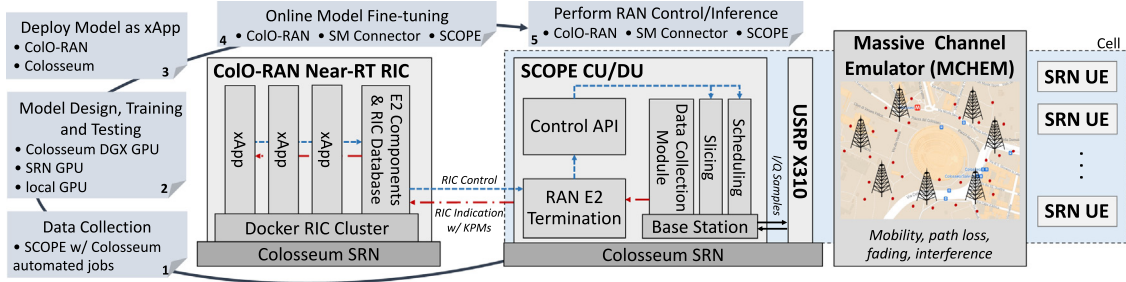 Deploy Model as xApp
• ColO-RAN
• Colosseum
3
Model Design, Training
and Testing
• Colosseum DGX GPU
• SRN GPU
• local GPU
2
Data Collection
• SCOPE w/ Colosseum
automated jobs
1
Online Model Fine-tuning
4 • ColO-RAN • SM Connector • SCOPE
Perform RAN Control/Inference
5 • ColO-RAN • SM Connector • SCOPE
ColO-RAN Near-RT RIC
xApp
xApp
xApp
E2 Components
& RIC Database
Docker RIC Cluster
Colosseum SRN
RIC Control
RIC Indication
w/ KPMs
SCOPE CU/DU
Control API
RAN E2
Termination
Data Collection
Module
Slicing
Scheduling
Base Station
Colosseum SRN
I/Q Samples
USRP X310
Massive Channel
Emulator (MCHEM)
Mobility, path loss,
fading, interference
Cell
SRN UE
SRN UE
SRN UE